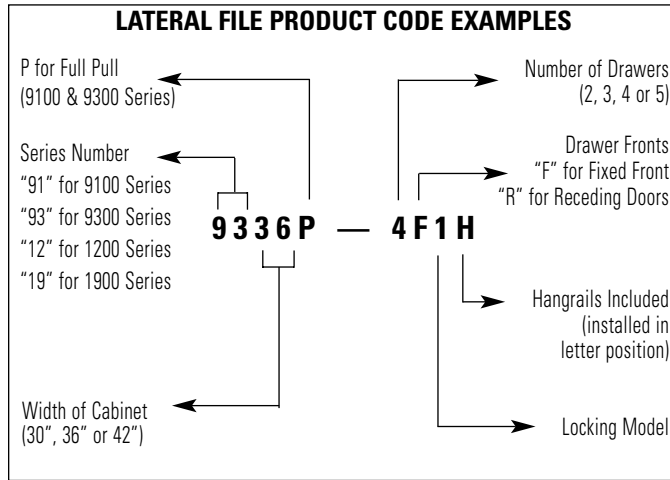 LATERAL FILE PRODUCT CODE EXAMPLES
P for Full Pull
(9100 & 9300 Series)
Number of Drawers
(2, 3, 4 or 5)
Series Number
“91” for 9100 Series
“93” for 9300 Series
“12” for 1200 Series
“19” for 1900 Series
Drawer Fronts
“F” for Fixed Front
“R” for Receding Doors
9336P — 4F1H
Hangrails Included
(installed in
letter position)
Width of Cabinet
(30”, 36” or 42”)
Locking Model